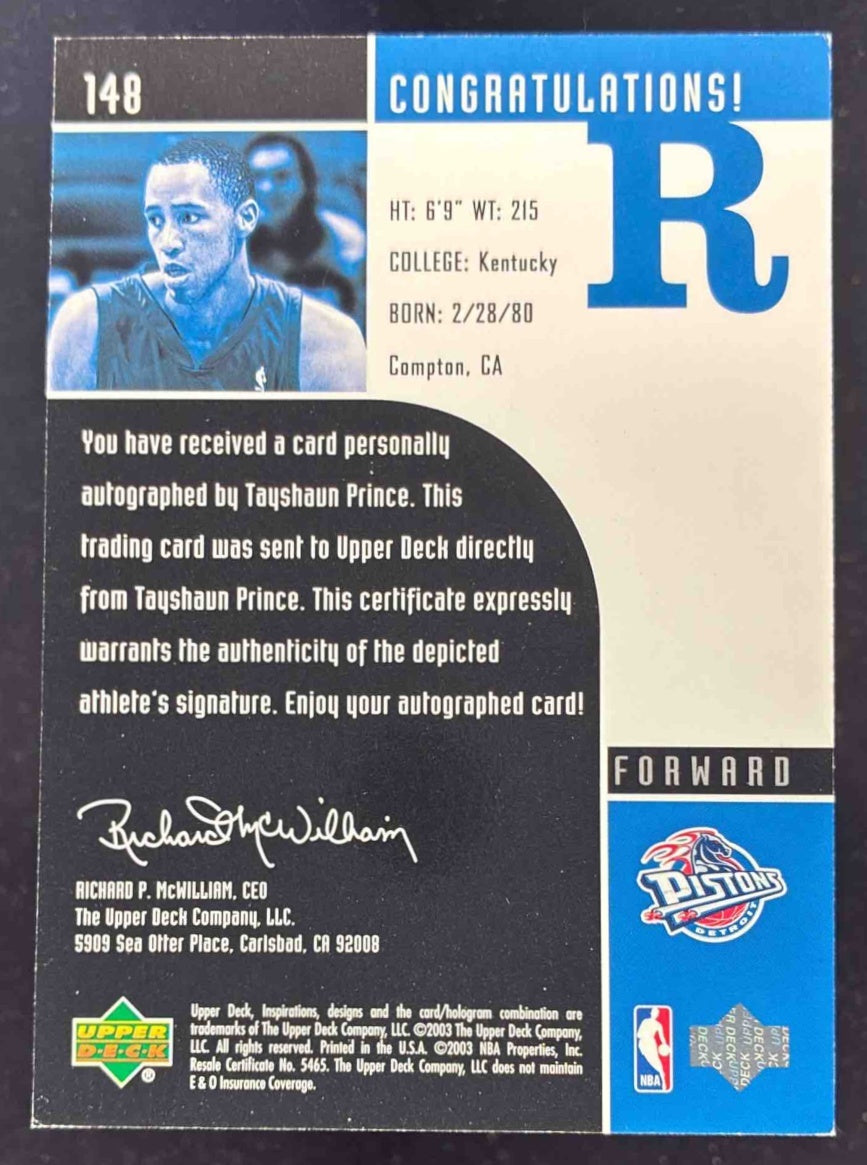 148
CONGRATULATIONS!
R
HT: 6'9" WT: 215
COLLEGE: Kentucky
BORN: 2/28/80
Compton, CA
You have received a card personally
autographed by Tayshaun Prince. This
trading card was sent to Upper Deck directly
from Tayshaun Prince. This certificate expressly
warrants the authenticity of the depicted
athlete's signature. Enjoy your autographed card!
Richard McWilliam
RICHARD P. McWILLIAM, CEO
The Upper Deck Company, LLC.
5909 Sea Otter Place, Carlsbad, CA 92008
FORWARD
PISTONS
DETROIT
UPPER
D·E·C·K
®
Upper Deck, Inspirations, designs and the card/hologram combination are
trademarks of The Upper Deck Company, LLC. ©2003 The Upper Deck Company,
LLC. All rights reserved. Printed in the U.S.A. ©2003 NBA Properties, Inc.
Resale Certificate No. 5465. The Upper Deck Company, LLC does not maintain
E & O Insurance Coverage.
NBA
UPPER DECK